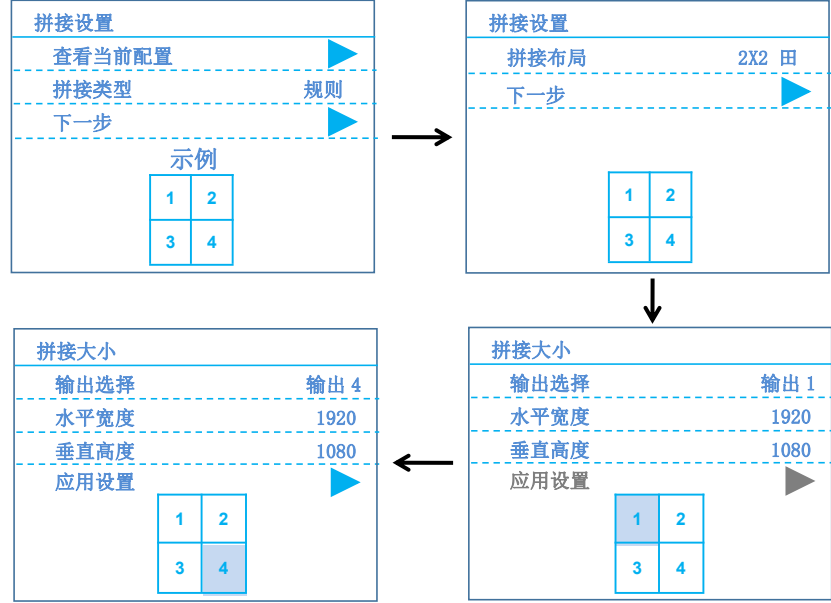 拼接设置
查看当前配置
拼接类型 规则
下一步
示例
1 2
3 4
拼接设置
拼接布局 2X2 田
下一步
1 2
3 4
拼接大小
输出选择 输出 4
水平宽度 1920
垂直高度 1080
应用设置
1 2
3 4
拼接大小
输出选择 输出 1
水平宽度 1920
垂直高度 1080
应用设置
1 2
3 4